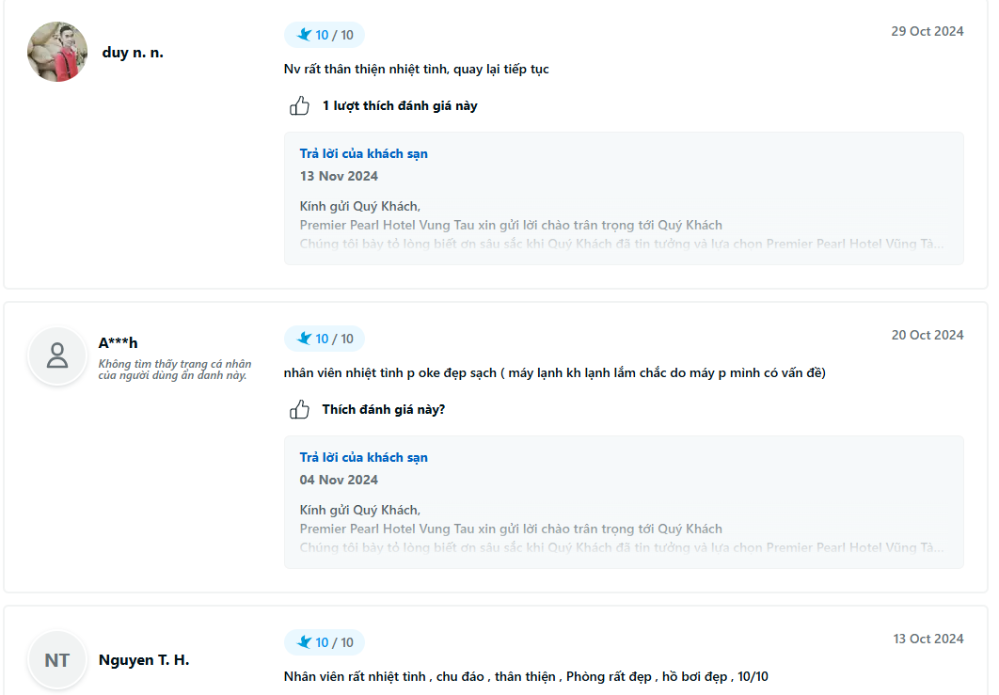 duy n. n.
10 / 10
29 Oct 2024
Nv rất thân thiện nhiệt tình, quay lại tiếp tục
1 lượt thích đánh giá này
Trả lời của khách sạn
13 Nov 2024
Kính gửi Quý Khách,
Premier Pearl Hotel Vung Tau xin gửi lời chào trân trọng tới Quý Khách
Chúng tôi bày tỏ lòng biết ơn sâu sắc khi Quý Khách đã tin tưởng và lựa chọn Premier Pearl Hotel Vũng Tà...
A***h
Không tìm thấy trang cá nhân
của người dùng ẩn danh này.
10 / 10
20 Oct 2024
nhân viên nhiệt tình p oke đẹp sạch ( máy lạnh kh lạnh lắm chắc do máy p mình có vấn đề)
Thích đánh giá này?
Trả lời của khách sạn
04 Nov 2024
Kính gửi Quý Khách,
Premier Pearl Hotel Vung Tau xin gửi lời chào trân trọng tới Quý Khách
Chúng tôi bày tỏ lòng biết ơn sâu sắc khi Quý Khách đã tin tưởng và lựa chọn Premier Pearl Hotel Vũng Tà...
NT
Nguyen T. H.
10 / 10
13 Oct 2024
Nhân viên rất nhiệt tình , chu đáo , thân thiện , Phòng rất đẹp , hồ bơi đẹp , 10/10